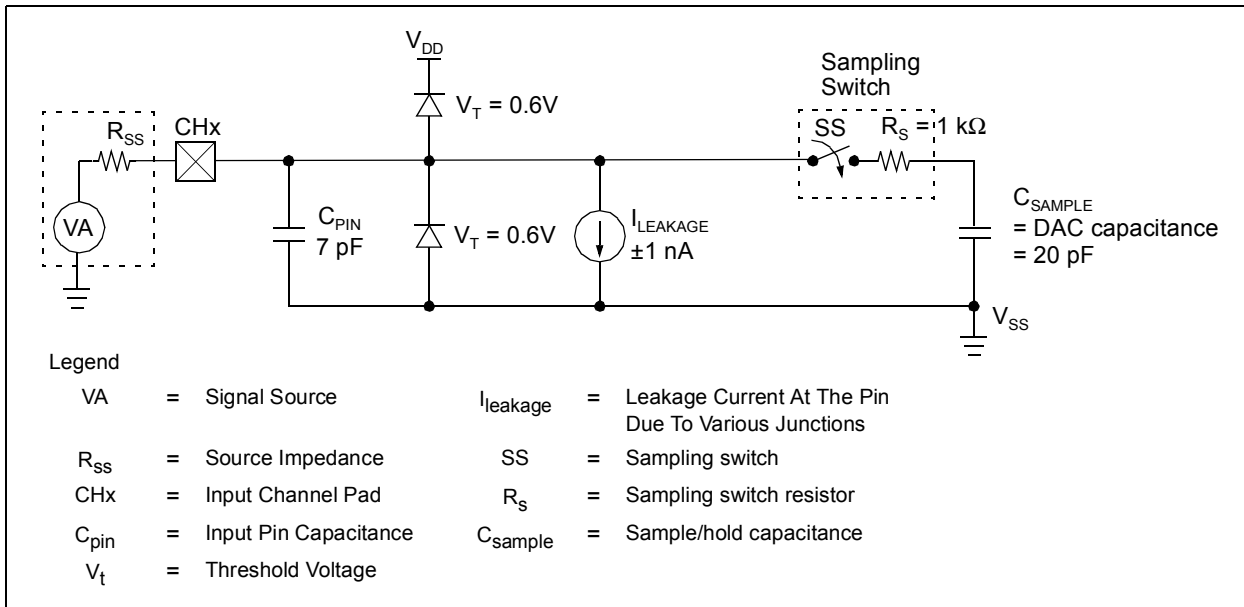 V_DD
Sampling
Switch
R_SS
CHx
V_T = 0.6V
SS
R_S = 1 kΩ
VA
C_PIN
7 pF
V_T = 0.6V
I_LEAKAGE
±1 nA
C_SAMPLE
= DAC capacitance
= 20 pF
V_SS
Legend
VA = Signal Source
I_leakage = Leakage Current At The Pin
Due To Various Junctions
R_ss = Source Impedance
SS = Sampling switch
CHx = Input Channel Pad
R_s = Sampling switch resistor
C_pin = Input Pin Capacitance
C_sample = Sample/hold capacitance
V_t = Threshold Voltage